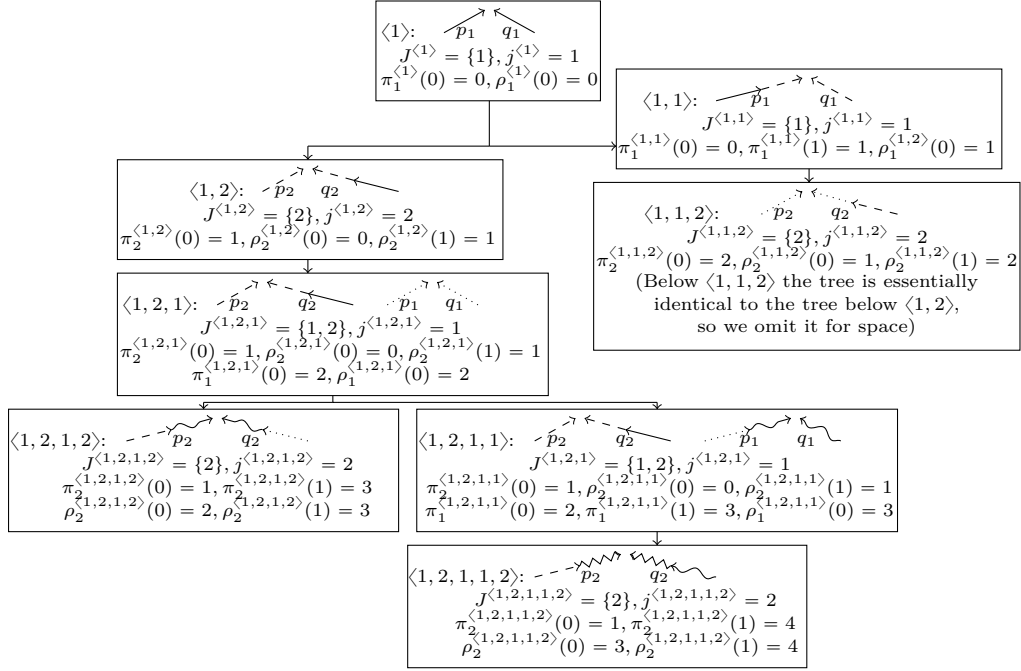 ⟨1⟩: p₁ q₁
J^⟨1⟩ = {1}, j^⟨1⟩ = 1
π₁^⟨1⟩(0) = 0, ρ₁^⟨1⟩(0) = 0
⟨1, 1⟩: p₁ q₁
J^⟨1,1⟩ = {1}, j^⟨1,1⟩ = 1
π₁^⟨1,1⟩(0) = 0, π₁^⟨1,1⟩(1) = 1, ρ₁^⟨1,2⟩(0) = 1
⟨1, 2⟩: p₂ q₂
J^⟨1,2⟩ = {2}, j^⟨1,2⟩ = 2
π₂^⟨1,2⟩(0) = 1, ρ₂^⟨1,2⟩(0) = 0, ρ₂^⟨1,2⟩(1) = 1
⟨1, 1, 2⟩: p₂ q₂
J^⟨1,1,2⟩ = {2}, j^⟨1,1,2⟩ = 2
π₂^⟨1,1,2⟩(0) = 2, ρ₂^⟨1,1,2⟩(0) = 1, ρ₂^⟨1,1,2⟩(1) = 2
(Below ⟨1, 1, 2⟩ the tree is essentially
identical to the tree below ⟨1, 2⟩,
so we omit it for space)
⟨1, 2, 1⟩: p₂ q₂ p₁ q₁
J^⟨1,2,1⟩ = {1, 2}, j^⟨1,2,1⟩ = 1
π₂^⟨1,2,1⟩(0) = 1, ρ₂^⟨1,2,1⟩(0) = 0, ρ₂^⟨1,2,1⟩(1) = 1
π₁^⟨1,2,1⟩(0) = 2, ρ₁^⟨1,2,1⟩(0) = 2
⟨1, 2, 1, 2⟩: p₂ q₂
J^⟨1,2,1,2⟩ = {2}, j^⟨1,2,1,2⟩ = 2
π₂^⟨1,2,1,2⟩(0) = 1, π₂^⟨1,2,1,2⟩(1) = 3
ρ₂^⟨1,2,1,2⟩(0) = 2, ρ₂^⟨1,2,1,2⟩(1) = 3
⟨1, 2, 1, 1⟩: p₂ q₂ p₁ q₁
J^⟨1,2,1⟩ = {1, 2}, j^⟨1,2,1⟩ = 1
π₂^⟨1,2,1,1⟩(0) = 1, ρ₂^⟨1,2,1,1⟩(0) = 0, ρ₂^⟨1,2,1,1⟩(1) = 1
π₁^⟨1,2,1,1⟩(0) = 2, π₁^⟨1,2,1,1⟩(1) = 3, ρ₁^⟨1,2,1,1⟩(0) = 3
⟨1, 2, 1, 1, 2⟩: p₂ q₂
J^⟨1,2,1,1,2⟩ = {2}, j^⟨1,2,1,1,2⟩ = 2
π₂^⟨1,2,1,1,2⟩(0) = 1, π₂^⟨1,2,1,1,2⟩(1) = 4
ρ₂^⟨1,2,1,1,2⟩(0) = 3, ρ₂^⟨1,2,1,1,2⟩(1) = 4